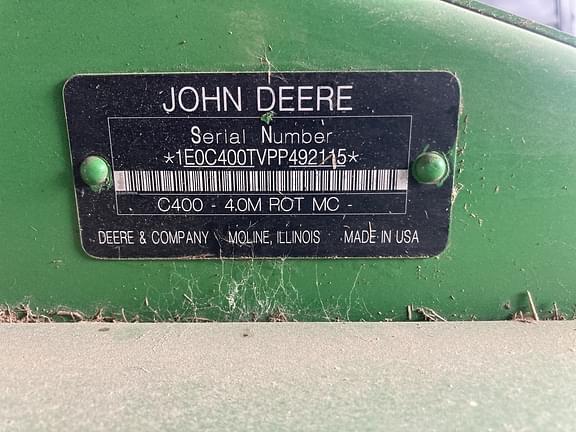 JOHN DEERE
Serial Number
*1E0C400TVPP492115*
C400 - 4.0M ROT MC -
DEERE & COMPANY MOLINE, ILLINOIS MADE IN USA